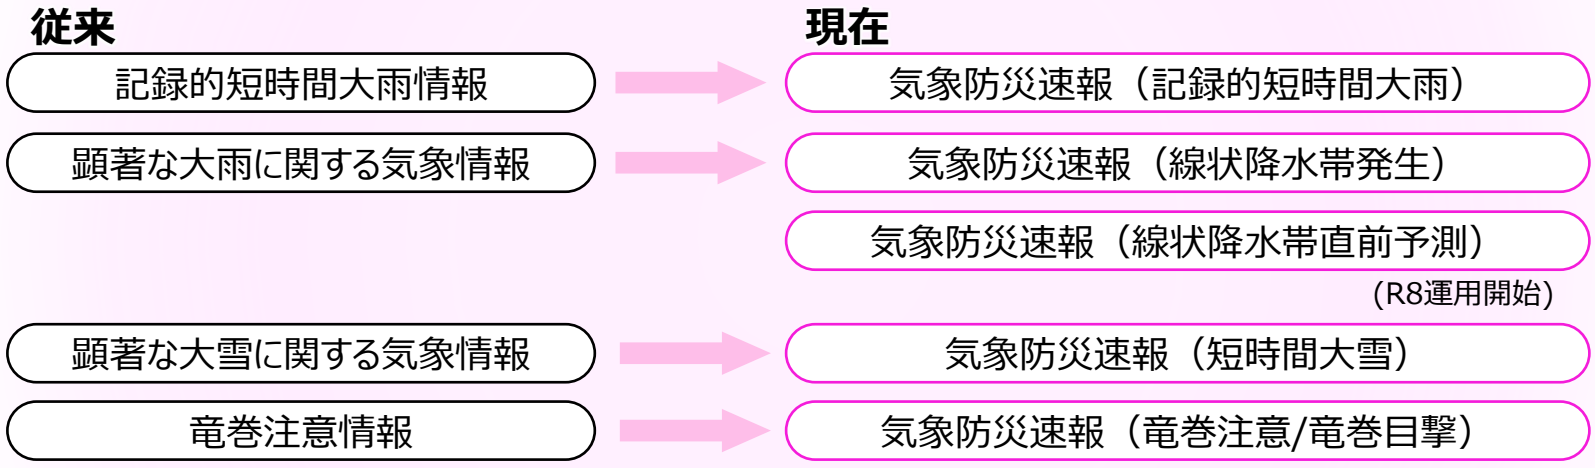 従来
現在
記録的短時間大雨情報
気象防災速報（記録的短時間大雨）
顕著な大雨に関する気象情報
気象防災速報（線状降水帯発生）
気象防災速報（線状降水帯直前予測）
(R8運用開始)
顕著な大雪に関する気象情報
気象防災速報（短時間大雪）
竜巻注意情報
気象防災速報（竜巻注意/竜巻目撃）